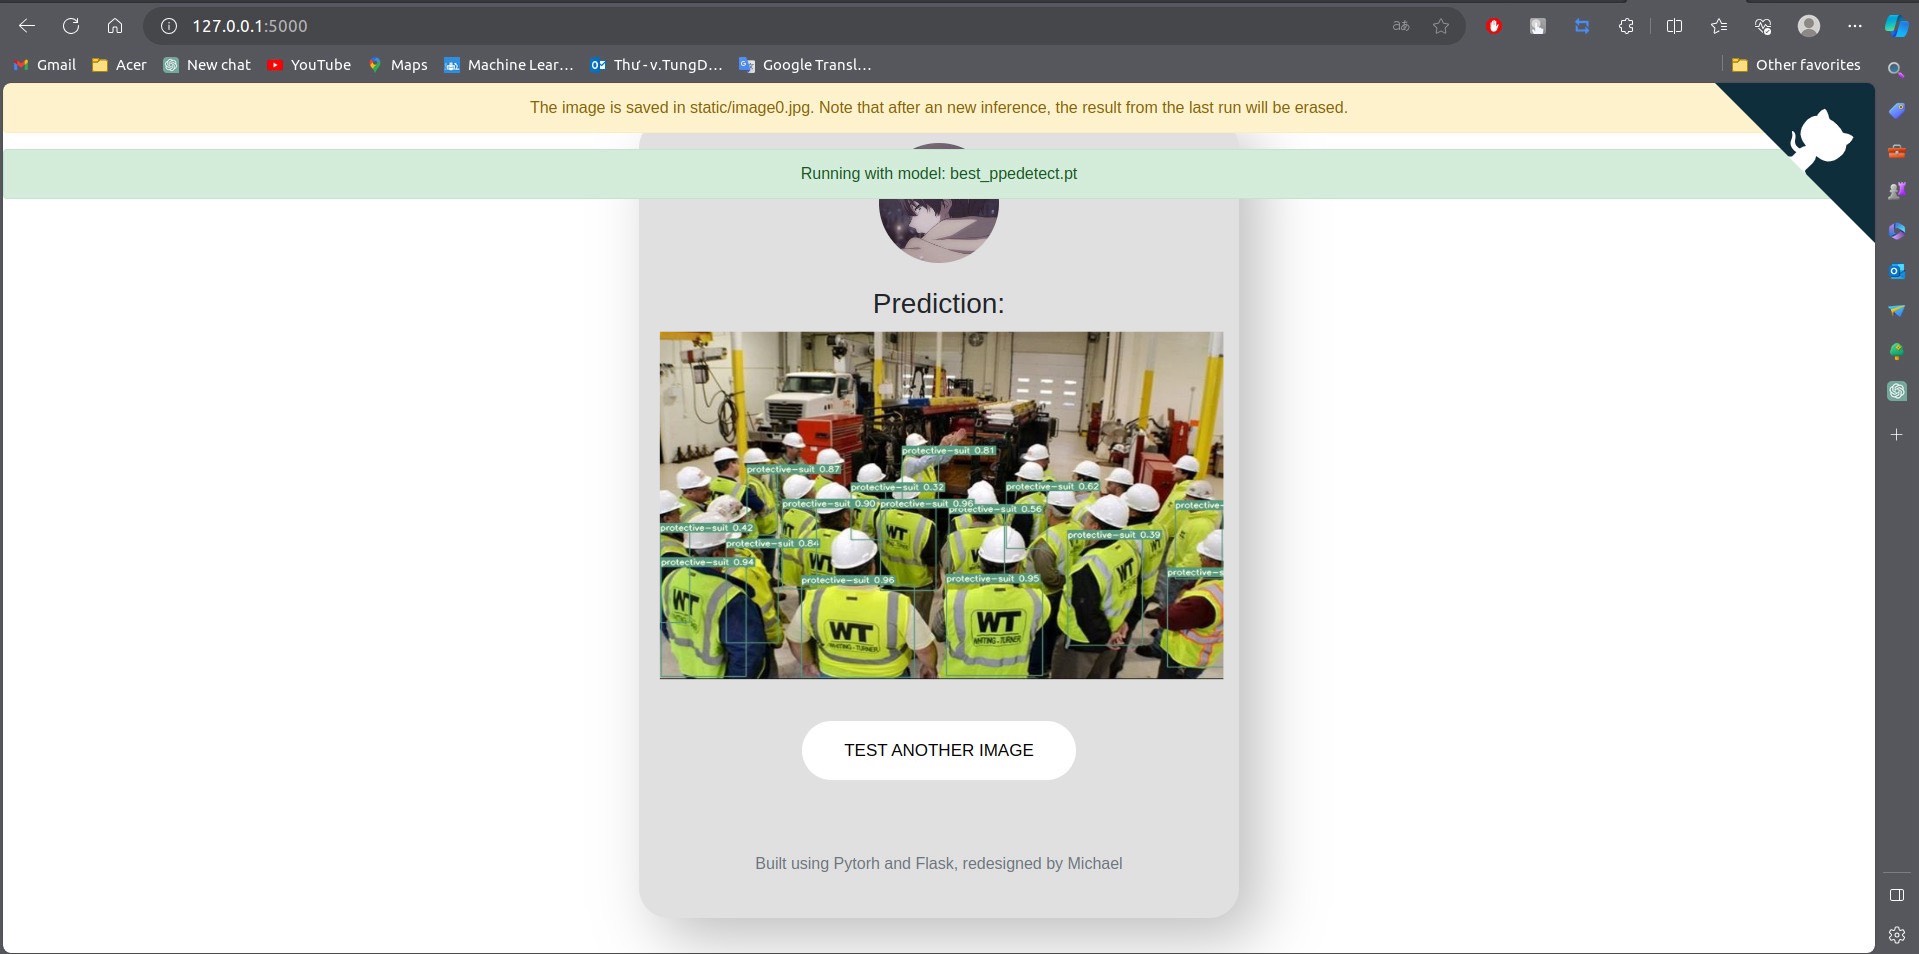 127.0.0.1:5000
Gmail
Acer
New chat
YouTube
Maps
Machine Lear...
Thư - v.TungD...
Google Transl...
Other favorites
The image is saved in static/image0.jpg. Note that after an new inference, the result from the last run will be erased.
Running with model: best_ppedetect.pt
Prediction:
protective-suit 0.81
protective-suit 0.87
protective-suit 0.32
protective-suit 0.62
protective-suit 0.90
protective-suit 0.96
protective-suit 0.56
protective-
protective-suit 0.42
protective-suit 0.39
protective-suit 0.84
protective-suit 0.94
protective-s
protective-suit 0.96
protective-suit 0.95
WT
WT
WT
WT
WT
WHITING-TURNER
WT
WHITING-TURNER
TEST ANOTHER IMAGE
Built using Pytorh and Flask, redesigned by Michael